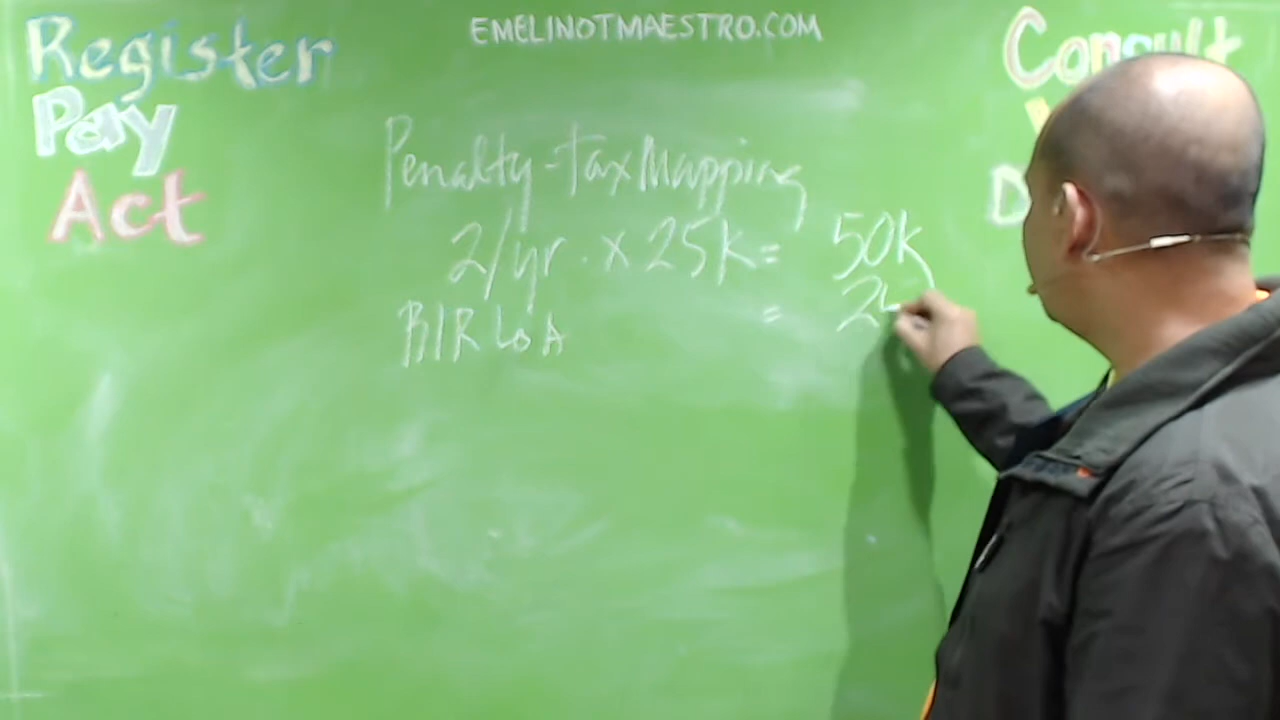 EMELINOTMAESTRO.COM
Register
Pay
Act
Consult
Penalty-tax Mapping
2/yr. x 25k = 50k
BIR LOA =